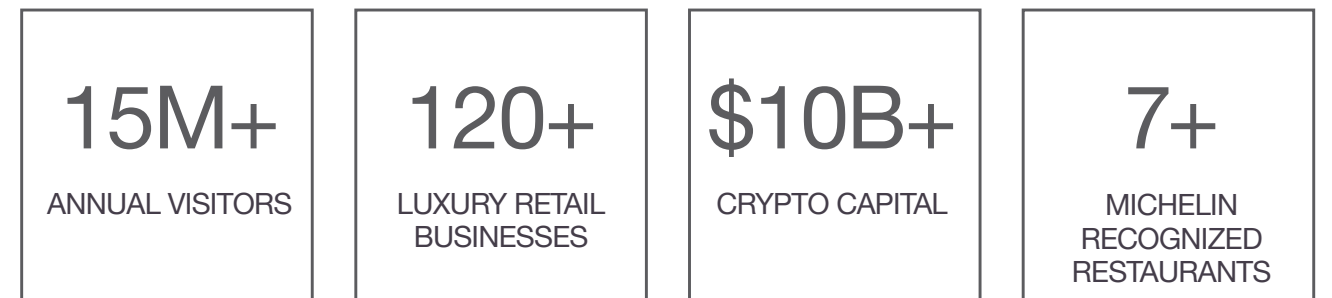 15M+
ANNUAL VISITORS
120+
LUXURY RETAIL
BUSINESSES
$10B+
CRYPTO CAPITAL
7+
MICHELIN
RECOGNIZED
RESTAURANTS